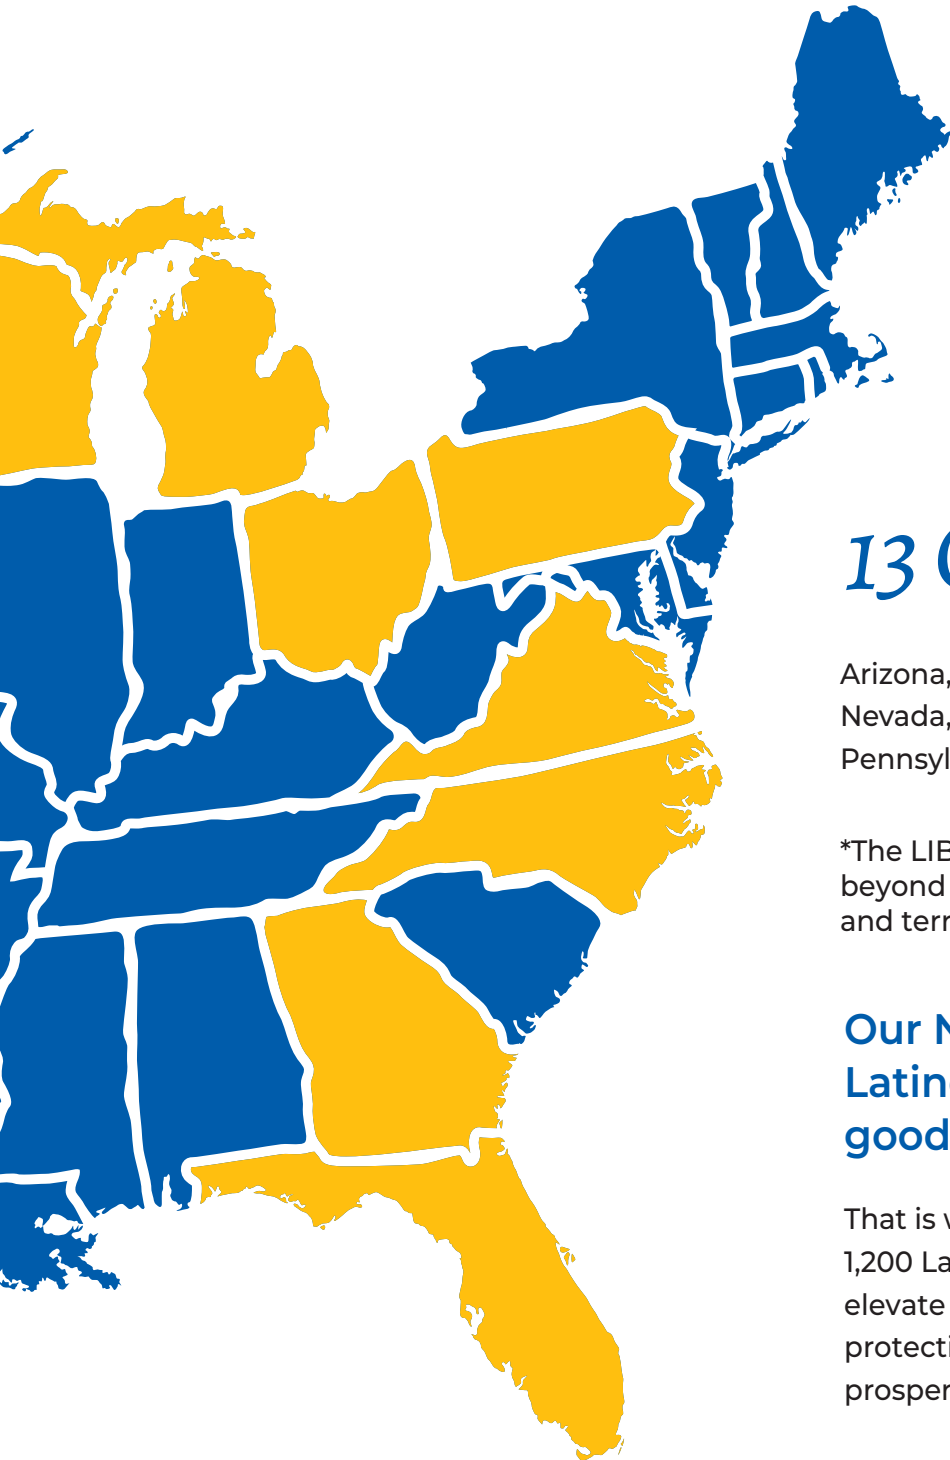 13
Arizona,
Nevada,
Pennsyl
*The LIB
beyond
and terr
Our N
Latin
good
That is
1,200 La
elevate
protecti
prosper